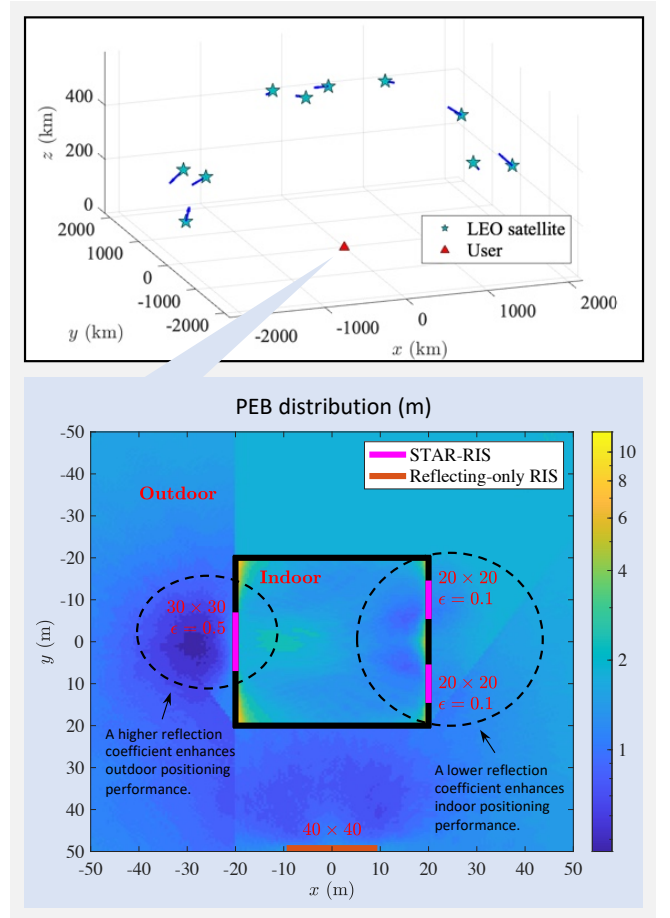 400
200
0
z (km)
2000
1000
0
-1000
-2000
y (km)
-2000
-1000
0
1000
2000
x (km)
LEO satellite
User
PEB distribution (m)
-50
-40
-30
-20
-10
0
10
20
30
40
50
y (m)
STAR-RIS
Reflecting-only RIS
Outdoor
Indoor
30 × 30
ϵ = 0.5
20 × 20
ϵ = 0.1
20 × 20
ϵ = 0.1
A higher reflection
coefficient enhances
outdoor positioning
performance.
A lower reflection
coefficient enhances
indoor positioning
performance.
40 × 40
-50
-40
-30
-20
-10
0
10
20
30
40
50
x (m)
10
8
6
4
2
1